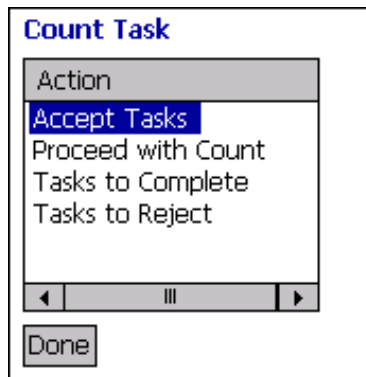 Count Task
Action
Accept Tasks
Proceed with Count
Tasks to Complete
Tasks to Reject
Done